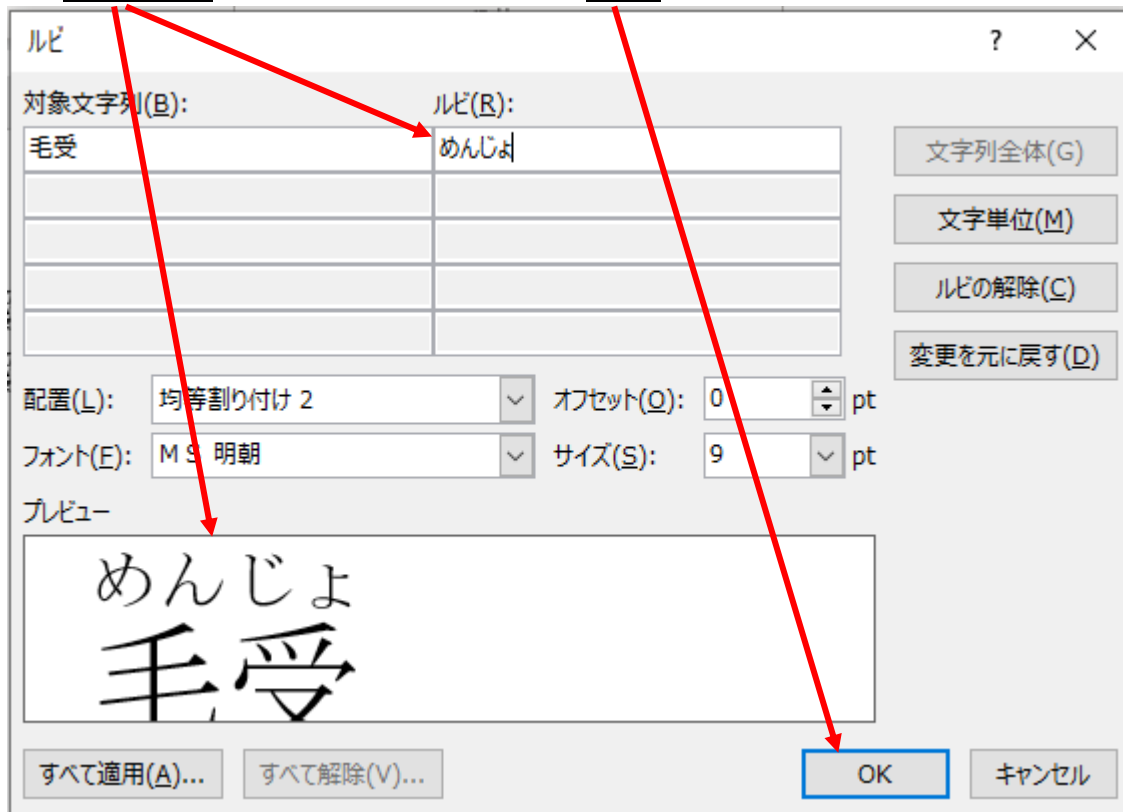 ルビ ? ×
対象文字列(B): ルビ(R):
毛受 めんじょ 文字列全体(G)
文字単位(M)
ルビの解除(C)
変更を元に戻す(D)
配置(L): 均等割り付け 2 オフセット(O): 0 pt
フォント(F): ＭＳ 明朝 サイズ(S): 9 pt
プレビュー
めんじょ
毛受
すべて適用(A)... すべて解除(V)... OK キャンセル